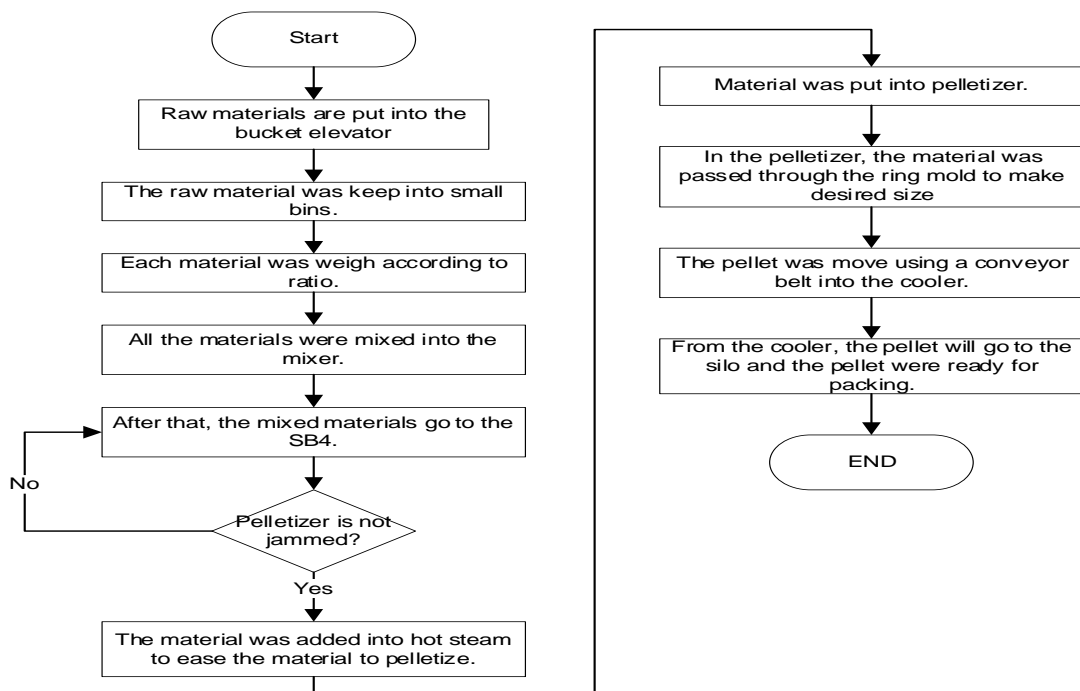 Start
Raw materials are put into the
bucket elevator
The raw material was keep into small
bins.
Each material was weigh according to
ratio.
All the materials were mixed into the
mixer.
After that, the mixed materials go to the
SB4.
No
Pelletizer is not
jammed?
Yes
The material was added into hot steam
to ease the material to pelletize.
Material was put into pelletizer.
In the pelletizer, the material was
passed through the ring mold to make
desired size
The pellet was move using a conveyor
belt into the cooler.
From the cooler, the pellet will go to the
silo and the pellet were ready for
packing.
END